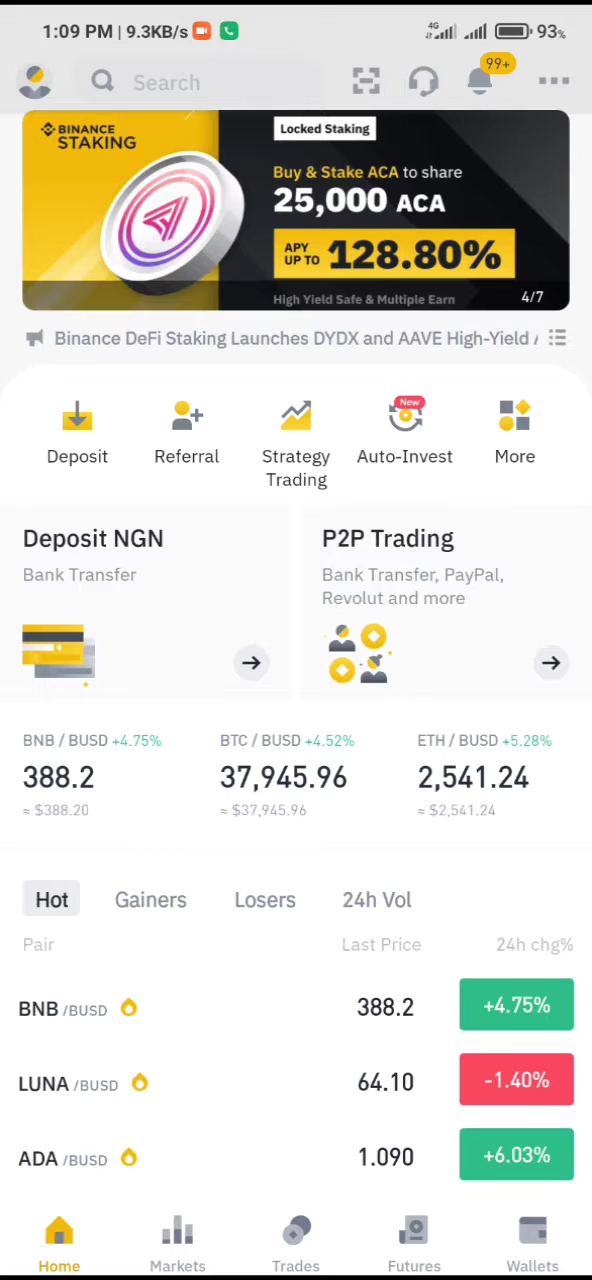 1:09 PM | 9.3KB/s 4G 93%
99+
Search
BINANCE
STAKING
Locked Staking
Buy & Stake ACA to share
25,000 ACA
APY
UP TO 128.80%
High Yield Safe & Multiple Earn
4/7
Binance DeFi Staking Launches DYDX and AAVE High-Yield
New
Deposit Referral Strategy Trading Auto-Invest More
Deposit NGN
Bank Transfer
P2P Trading
Bank Transfer, PayPal,
Revolut and more
BNB / BUSD +4.75% BTC / BUSD +4.52% ETH / BUSD +5.28%
388.2 37,945.96 2,541.24
≈ $388.20 ≈ $37,945.96 ≈ $2,541.24
Hot Gainers Losers 24h Vol
Pair Last Price 24h chg%
BNB /BUSD 388.2 +4.75%
LUNA /BUSD 64.10 -1.40%
ADA /BUSD 1.090 +6.03%
Home Markets Trades Futures Wallets